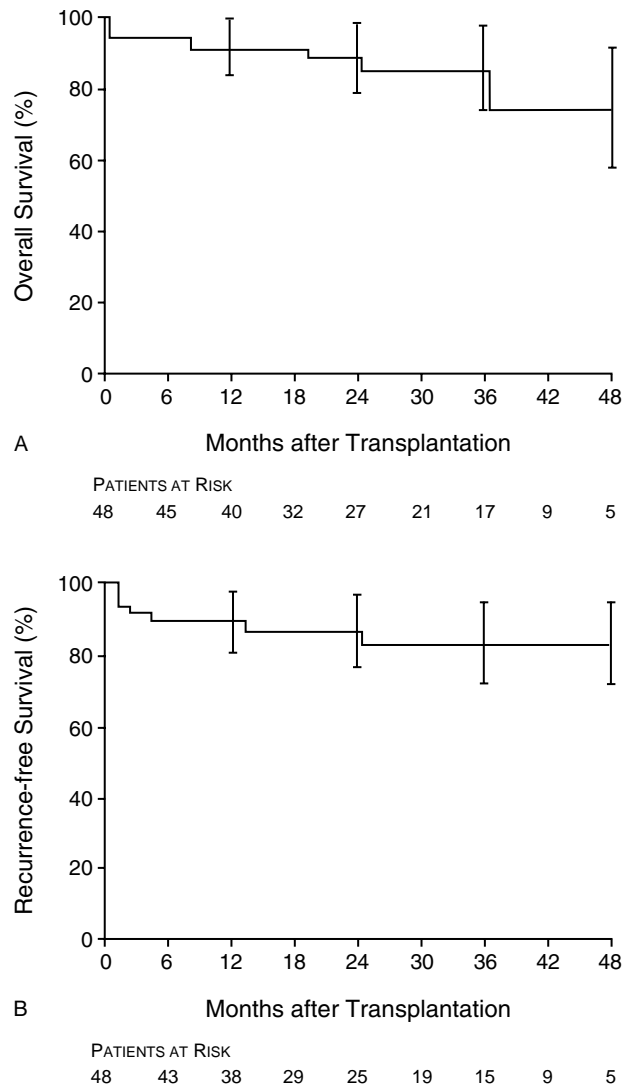 100
80
60
40
20
0
Overall Survival (%)
0 6 12 18 24 30 36 42 48
A Months after Transplantation
PATIENTS AT RISK
48 45 40 32 27 21 17 9 5
100
80
60
40
20
0
Recurrence-free Survival (%)
0 6 12 18 24 30 36 42 48
B Months after Transplantation
PATIENTS AT RISK
48 43 38 29 25 19 15 9 5